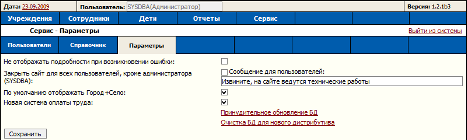 Дата: 23.09.2009 Пользователь: SYSDBA(Администратор) Версия: 1.2.1b3
Учреждения Сотрудники Дети Отчеты Сервис
Сервис - Параметры Выйти из системы
Пользователи Справочник Параметры
Не отображать подробности при возникновении ошибки:
Закрыть сайт для всех пользователей, кроме администратора (SYSDBA):
Сообщение для пользователей:
Извините, на сайте ведутся технические работы
По умолчанию отображать Город+Село:
Новая система оплаты труда:
Принудительное обновление БД
Очистка БД для нового дистрибутива
Сохранить